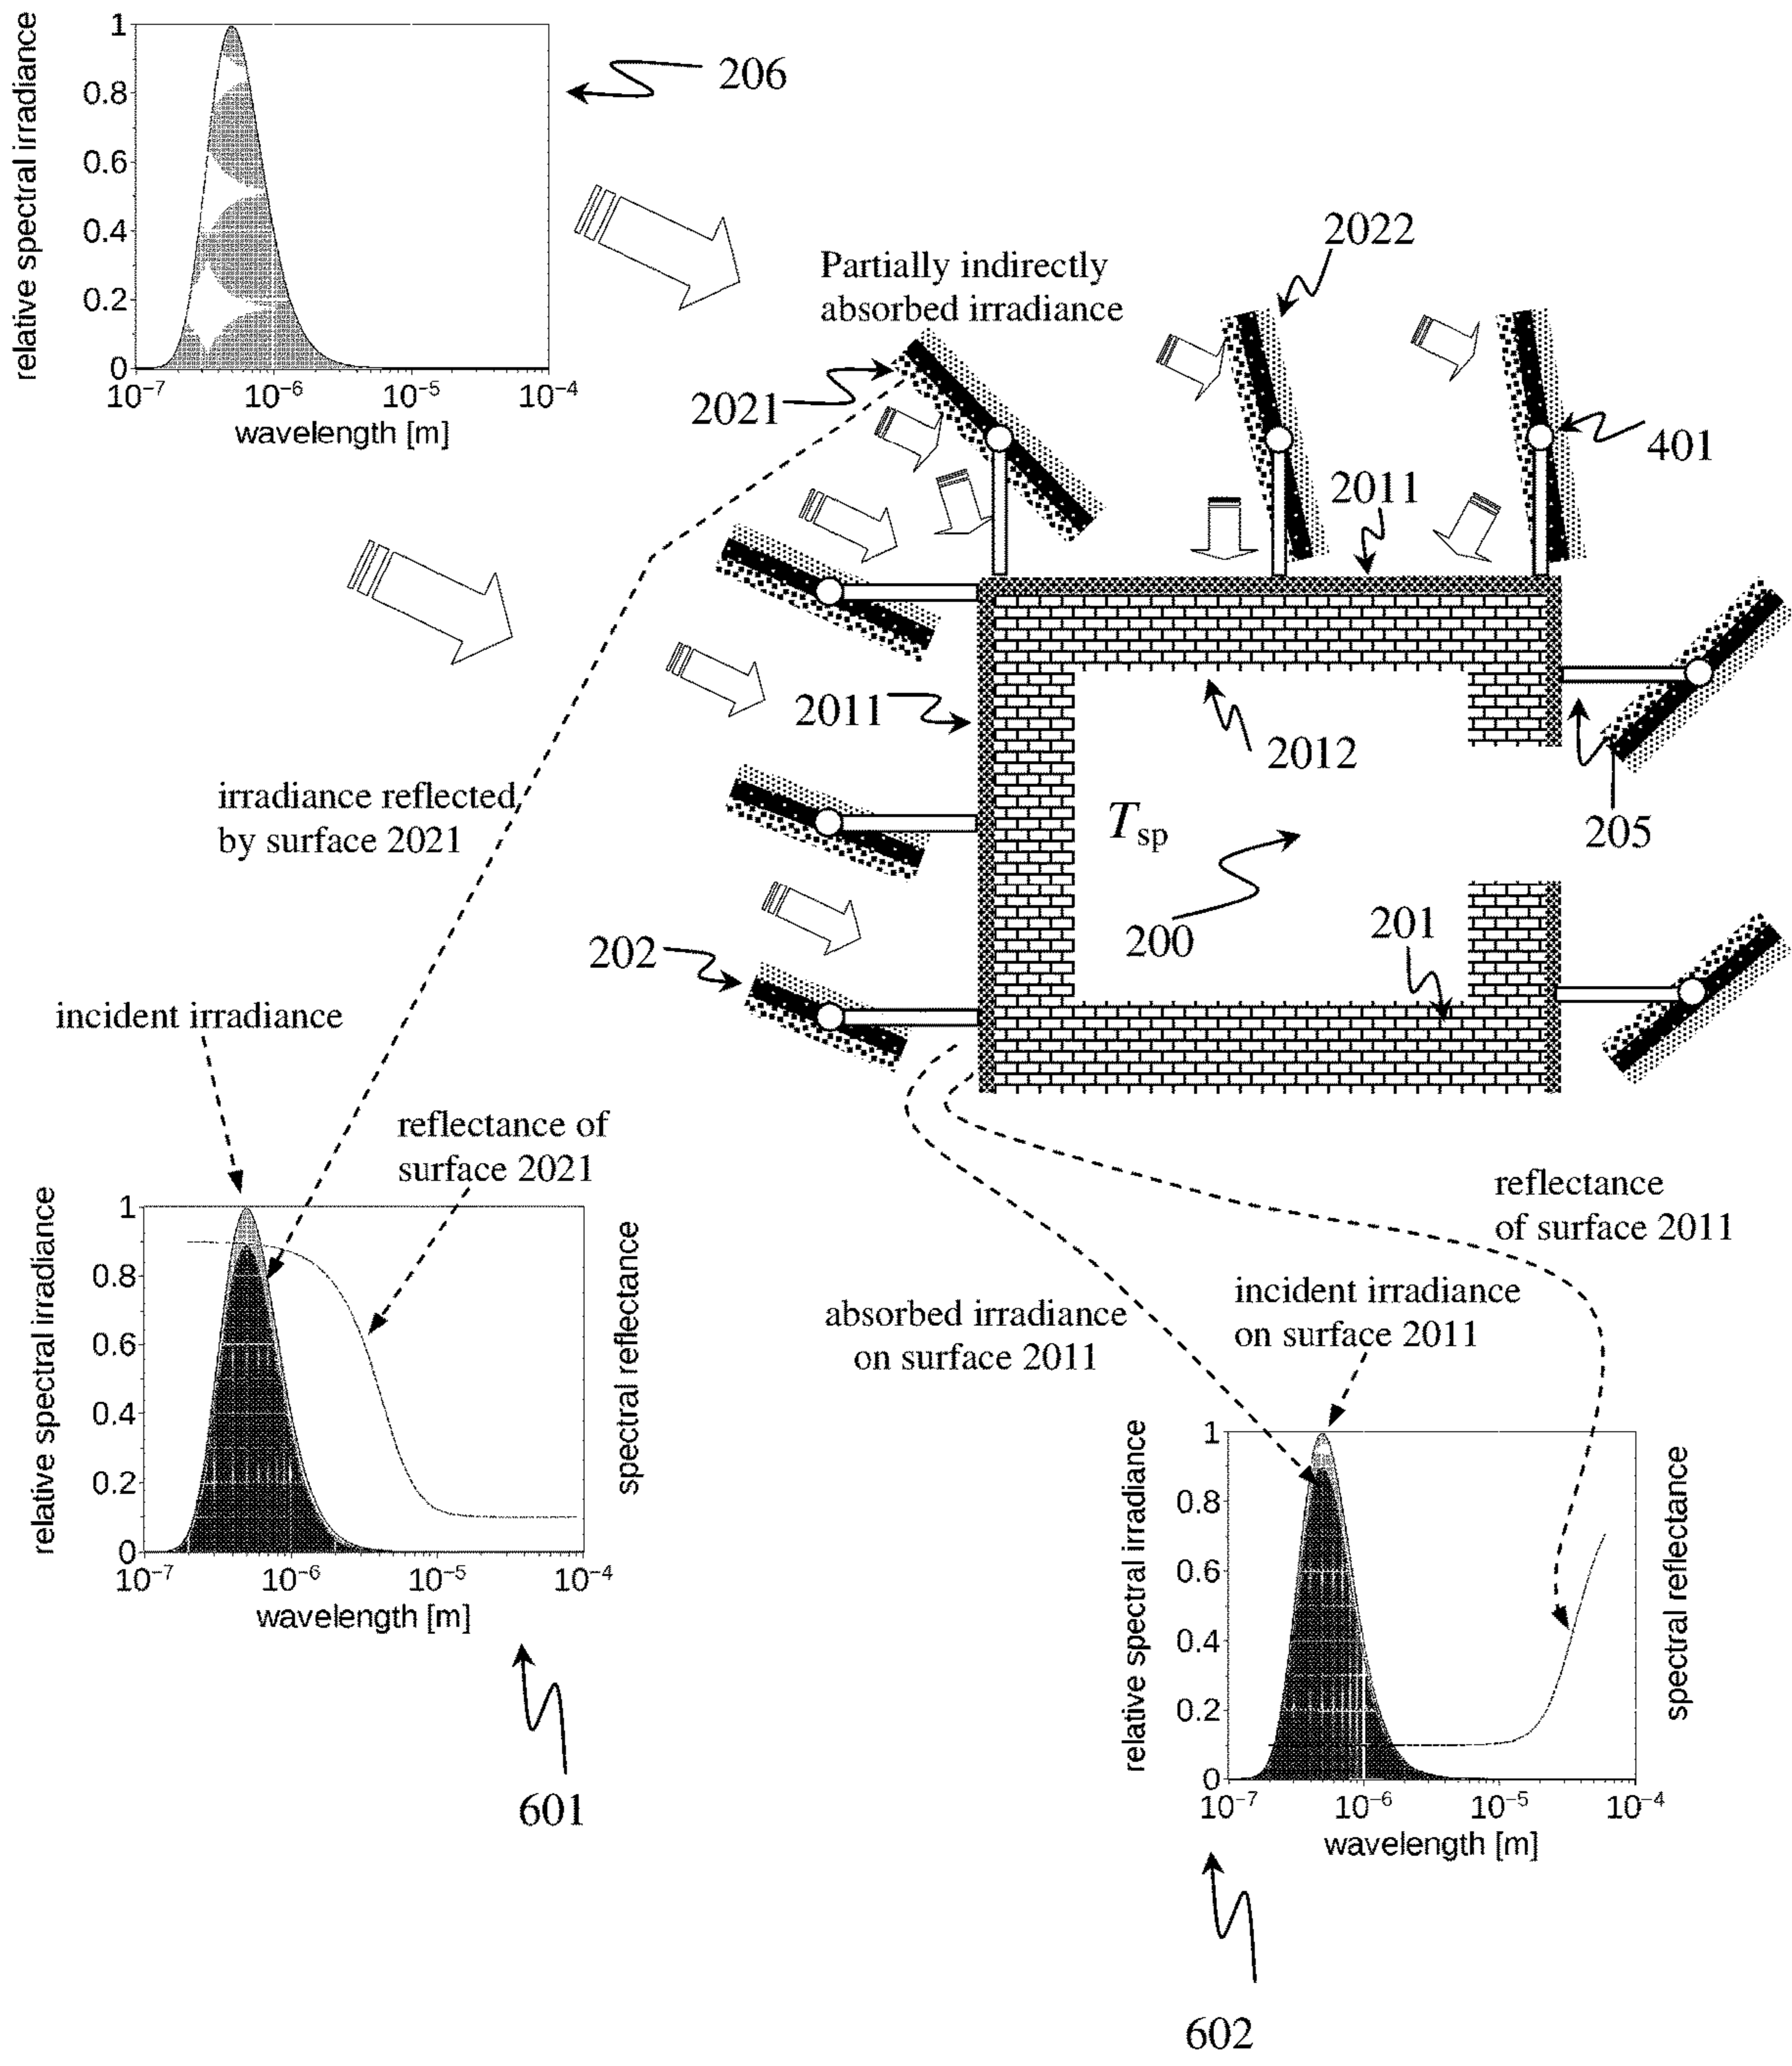 relative spectral irradiance
1
0.8
0.6
0.4
0.2
0
10⁻⁷ 10⁻⁶ 10⁻⁵ 10⁻⁴
wavelength [m]
206
Partially indirectly
absorbed irradiance
2022
2021
401
2011
2011
2012
205
T_sp
200
201
202
irradiance reflected
by surface 2021
incident irradiance
reflectance of
surface 2021
relative spectral irradiance
1
0.8
0.6
0.4
0.2
0
10⁻⁷ 10⁻⁶ 10⁻⁵ 10⁻⁴
wavelength [m]
spectral reflectance
601
reflectance
of surface 2011
incident irradiance
on surface 2011
absorbed irradiance
on surface 2011
relative spectral irradiance
1
0.8
0.6
0.4
0.2
0
10⁻⁷ 10⁻⁶ 10⁻⁵ 10⁻⁴
wavelength [m]
spectral reflectance
602